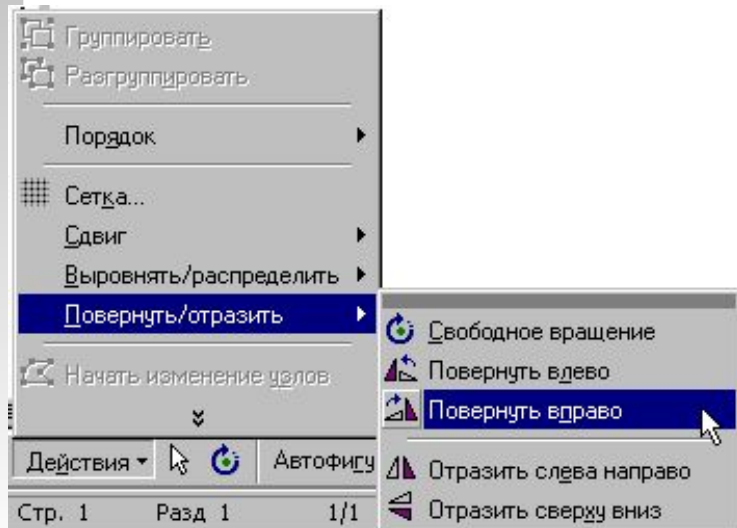 Группировать
Разгруппировать
Порядок
Сетка...
Сдвиг
Выровнять/распределить
Повернуть/отразить
Начать изменение узлов
Свободное вращение
Повернуть влево
Повернуть вправо
Отразить слева направо
Отразить сверху вниз
Действия Автофигу
Стр. 1 Разд 1 1/1